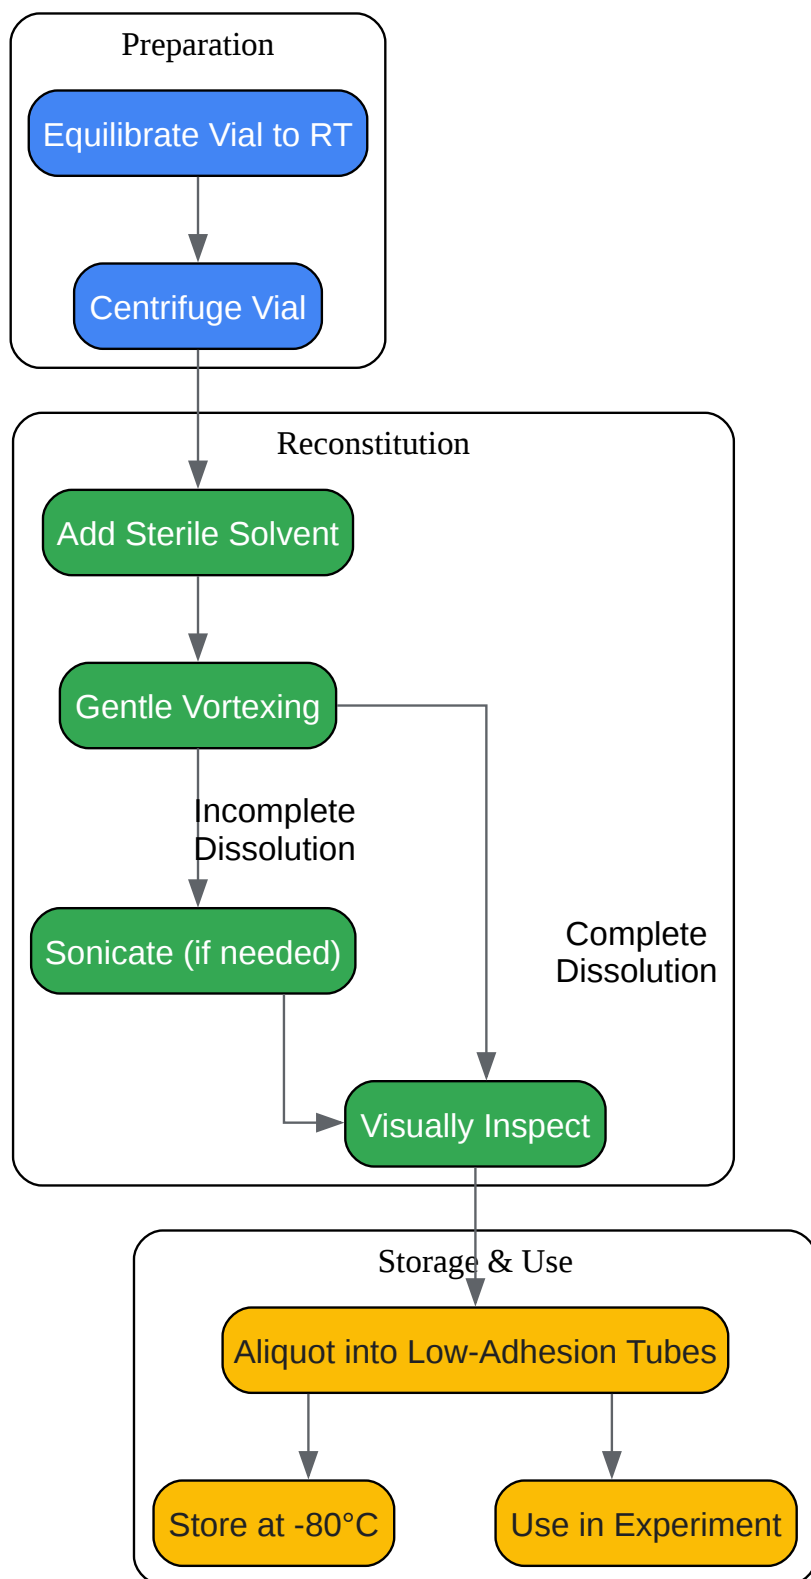 Preparation
Equilibrate Vial to RT
Centrifuge Vial
Reconstitution
Add Sterile Solvent
Gentle Vortexing
Incomplete
Dissolution
Sonicate (if needed)
Complete
Dissolution
Visually Inspect
Storage & Use
Aliquot into Low-Adhesion Tubes
Store at -80°C
Use in Experiment